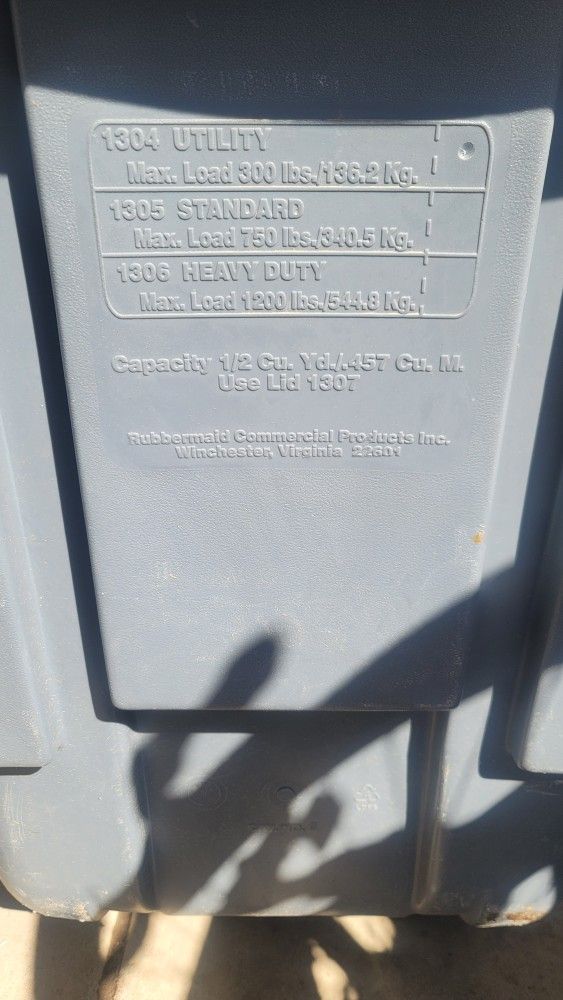 1304 UTILITY
Max. Load 300 lbs./136.2 Kg.
1305 STANDARD
Max. Load 750 lbs./340.5 Kg.
1306 HEAVY DUTY
Max. Load 1200 lbs./544.8 Kg.
Capacity 1/2 Cu. Yd./.457 Cu. M.
Use Lid 1307
Rubbermaid Commercial Products Inc.
Winchester, Virginia 22601